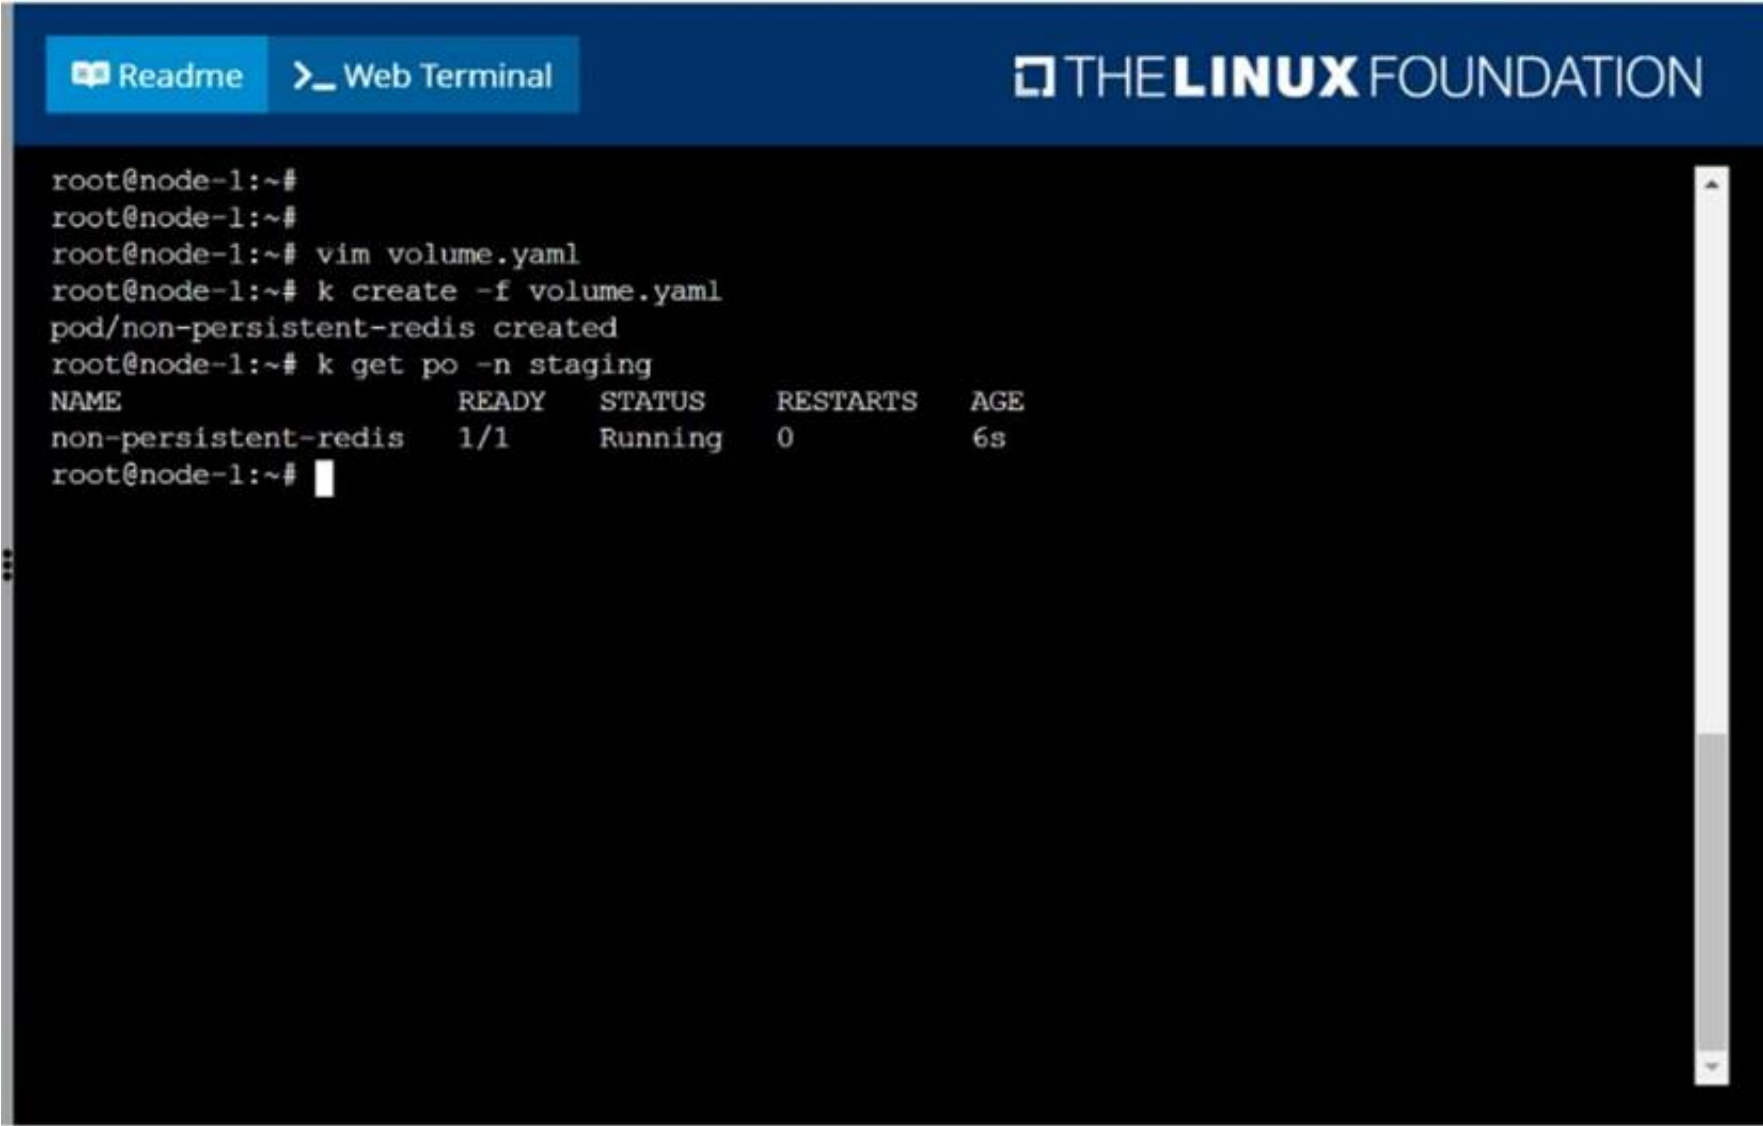 Readme
>_ Web Terminal
THE LINUX FOUNDATION
root@node-1:~#
root@node-1:~#
root@node-1:~# vim volume.yaml
root@node-1:~# k create -f volume.yaml
pod/non-persistent-redis created
root@node-1:~# k get po -n staging
NAME READY STATUS RESTARTS AGE
non-persistent-redis 1/1 Running 0 6s
root@node-1:~#